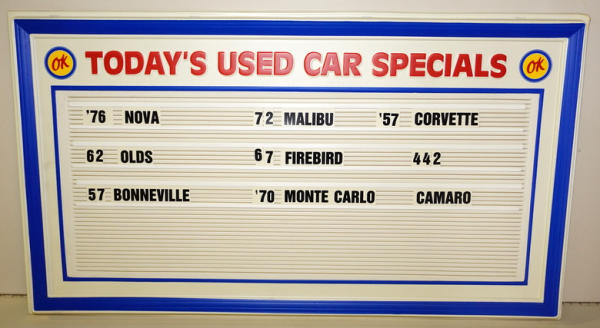 OK TODAY'S USED CAR SPECIALS OK
'76 NOVA 72 MALIBU '57 CORVETTE
62 OLDS 67 FIREBIRD 442
57 BONNEVILLE '70 MONTE CARLO CAMARO